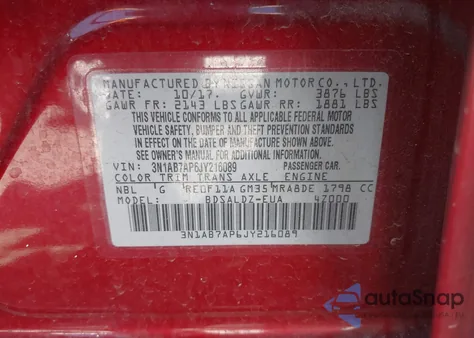 MANUFACTURED BY NISSAN MOTOR CO., LTD.
DATE: 10/17 GVWR: 3876 LBS
GAWR FR: 2143 LBS GAWR RR: 1881 LBS
THIS VEHICLE CONFORMS TO ALL APPLICABLE FEDERAL MOTOR
VEHICLE SAFETY, BUMPER AND THEFT PREVENTION STANDARDS
IN EFFECT ON THE DATE OF MANUFACTURE SHOWN ABOVE.
SEE OWNER'S MANUAL FOR ADDITIONAL INFORMATION.
VIN: 3N1AB7AP6JY216089 PASSENGER CAR.
COLOR TRIM TRANS AXLE ENGINE
NBL G RE0F11A GM35 MRA8DE 1798 CC
MODEL: BDSALDZ-EUA 4Z000
3N1AB7AP6JY216089
autoSnap